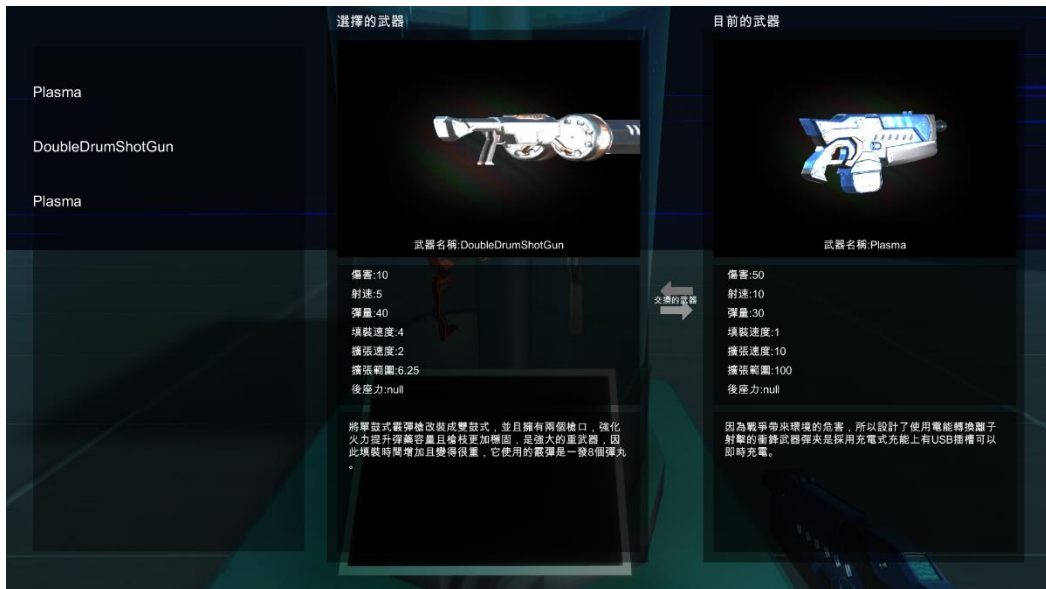 Plasma
DoubleDrumShotGun
Plasma
選擇的武器
武器名稱:DoubleDrumShotGun
傷害:10
射速:5
彈量:40
填裝速度:4
擴張速度:2
擴張範圍:6.25
後座力:null
將單鼓式霰彈槍改裝成雙鼓式，並且擁有兩個槍口，強化
火力提升彈藥容量且槍枝更加穩固，是強大的重武器，因
此填裝時間增加且變得很重，它使用的霰彈是一發8個彈丸
。
交換的武器
目前的武器
武器名稱:Plasma
傷害:50
射速:10
彈量:30
填裝速度:1
擴張速度:10
擴張範圍:100
後座力:null
因為戰爭帶來環境的危害，所以設計了使用電能轉換離子
射擊的衝鋒武器彈夾是採用充電式充能上有USB插槽可以
即時充電。